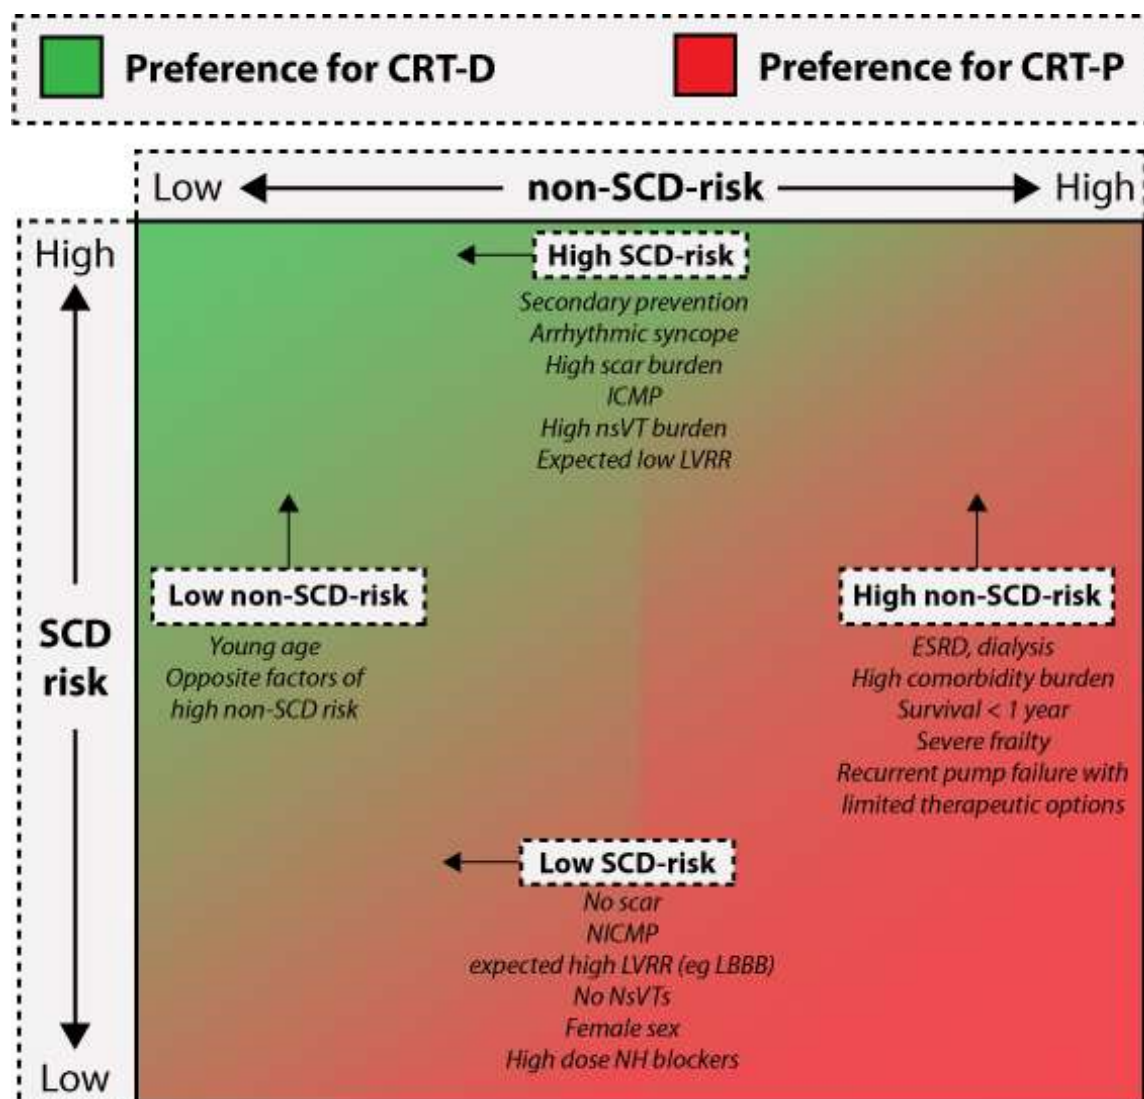 Preference for CRT-D
Preference for CRT-P
Low
non-SCD-risk
High
High
SCD
risk
Low
High SCD-risk
Secondary prevention
Arrhythmic syncope
High scar burden
ICMP
High nsVT burden
Expected low LVRR
Low non-SCD-risk
Young age
Opposite factors of
high non-SCD risk
High non-SCD-risk
ESRD, dialysis
High comorbidity burden
Survival < 1 year
Severe frailty
Recurrent pump failure with
limited therapeutic options
Low SCD-risk
No scar
NICMP
expected high LVRR (eg LBBB)
No NsVTs
Female sex
High dose NH blockers